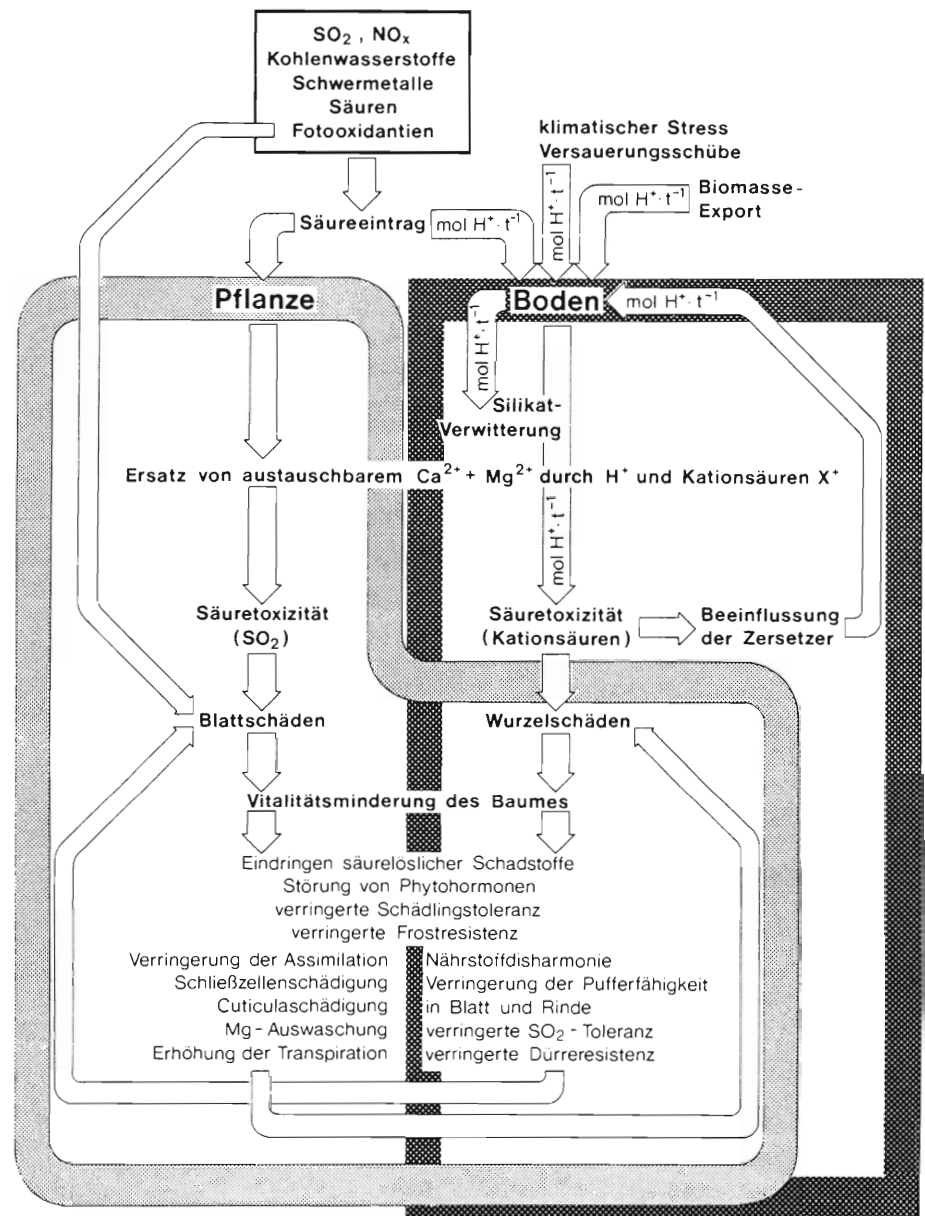 SO₂ , NOₓ
Kohlenwasserstoffe
Schwermetalle
Säuren
Fotooxidantien
klimatischer Stress
Versauerungsschübe
mol H⁺· t⁻¹
mol H⁺· t⁻¹
Biomasse-
Export
Säureeintrag
mol H⁺· t⁻¹
Pflanze
Boden
mol H⁺· t⁻¹
mol H⁺· t⁻¹
Silikat-
Verwitterung
Ersatz von austauschbarem Ca²⁺ + Mg²⁺ durch H⁺ und Kationsäuren X⁺
mol H⁺· t⁻¹
Säuretoxizität
(SO₂)
Säuretoxizität
(Kationsäuren)
Beeinflussung
der Zersetzer
Blattschäden
Wurzelschäden
Vitalitätsminderung des Baumes
Eindringen säurelöslicher Schadstoffe
Störung von Phytohormonen
verringerte Schädlingstoleranz
verringerte Frostresistenz
Verringerung der Assimilation
Schließzellenschädigung
Cuticulaschädigung
Mg-Auswaschung
Erhöhung der Transpiration
Nährstoffdisharmonie
Verringerung der Pufferfähigkeit
in Blatt und Rinde
verringerte SO₂ - Toleranz
verringerte Dürreresistenz